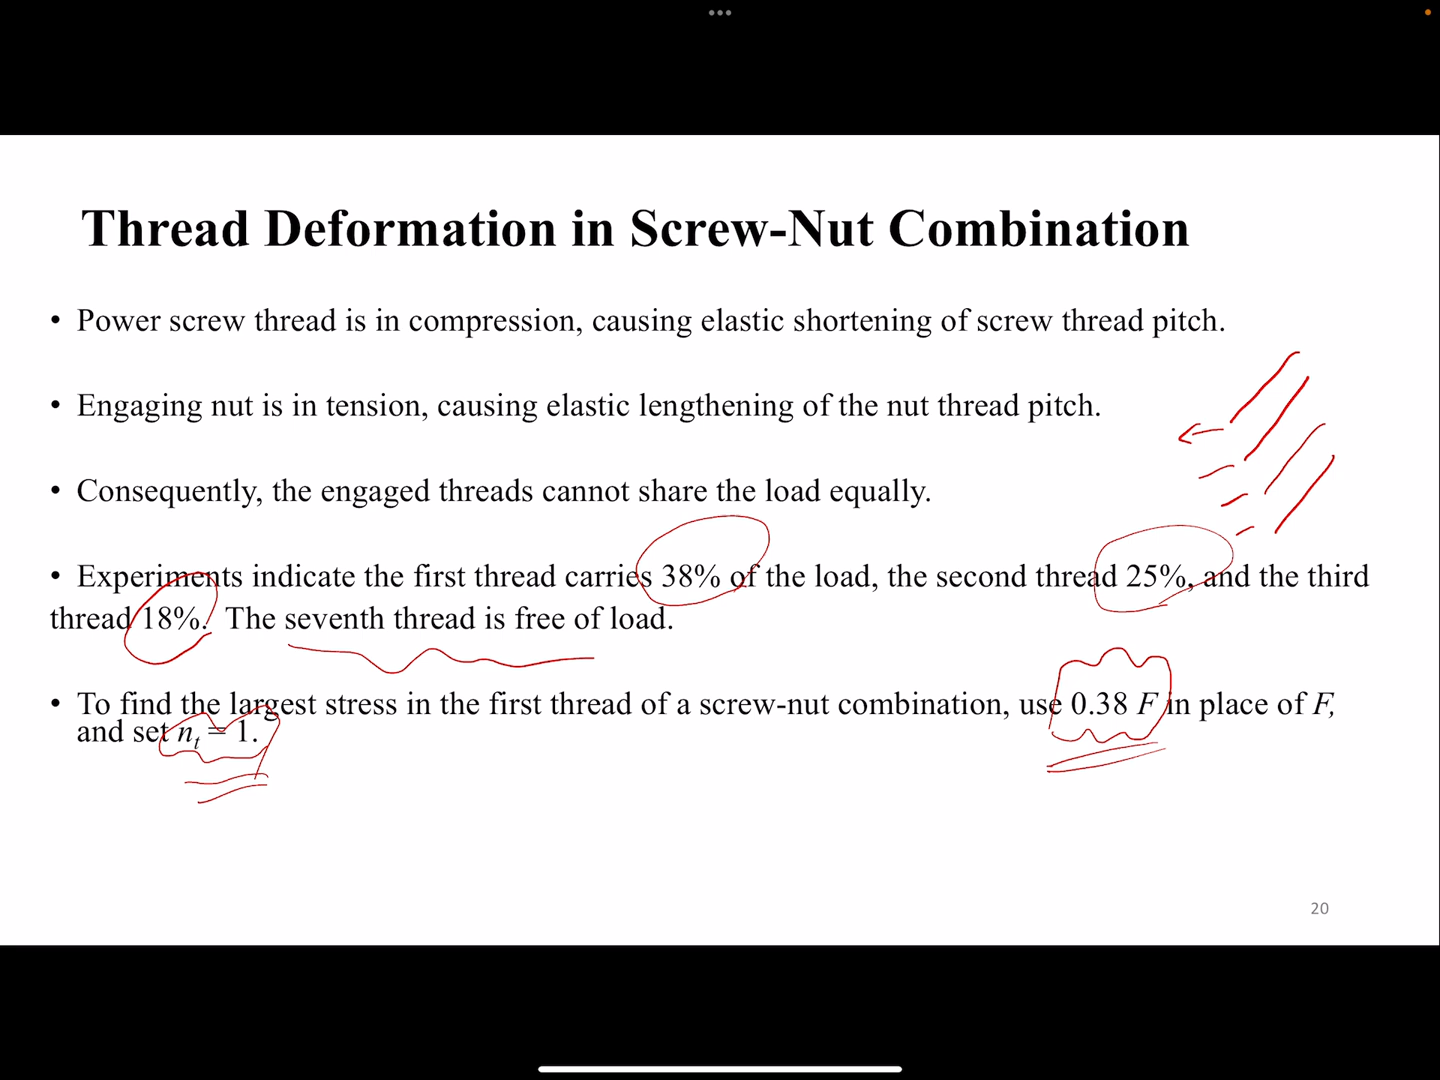 Thread Deformation in Screw-Nut Combination
• Power screw thread is in compression, causing elastic shortening of screw thread pitch.
• Engaging nut is in tension, causing elastic lengthening of the nut thread pitch.
• Consequently, the engaged threads cannot share the load equally.
• Experiments indicate the first thread carries 38% of the load, the second thread 25%, and the third
thread 18%. The seventh thread is free of load.
• To find the largest stress in the first thread of a screw-nut combination, use 0.38 F in place of F,
and set nt = 1.
20